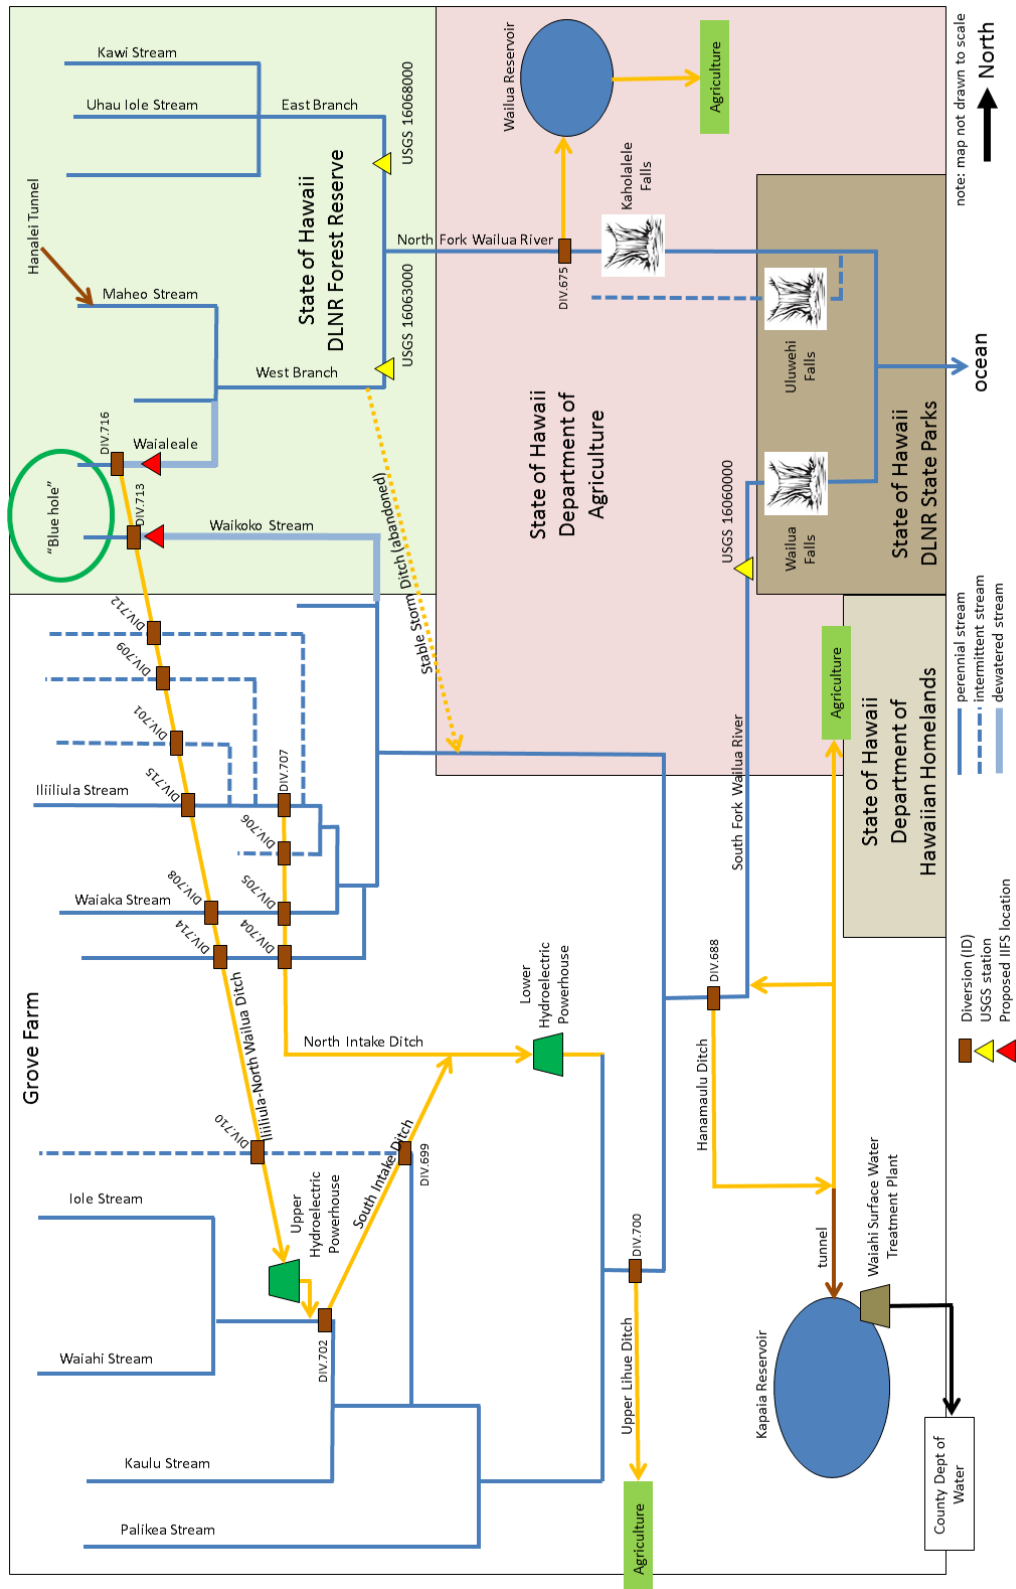 Kawi Stream
Uhau Iole Stream
East Branch
USGS 16068000
Hanalei Tunnel
Maheo Stream
State of Hawaii
DLNR Forest Reserve
USGS 16063000
West Branch
DIV.716
Waialeale
"Blue hole"
DIV.713
Waikoko Stream
Stable Storm Ditch (abandoned)
North Fork Wailua River
DIV.675
Wailua Reservoir
Agriculture
Kaholalele
Falls
State of Hawaii
Department of
Agriculture
Uluwehi
Falls
USGS 16060000
Wailua
Falls
State of Hawaii
DLNR State Parks
ocean
note: map not drawn to scale
North
DIV.712
DIV.709
DIV.701
DIV.715
Iliiliula Stream
DIV.707
DIV.706
DIV.708
DIV.705
Waiaka Stream
DIV.714
DIV.704
Grove Farm
Iliiliula-North Wailua Ditch
North Intake Ditch
Lower
Hydroelectric
Powerhouse
DIV.710
South Intake Ditch
DIV.699
Iole Stream
Upper
Hydroelectric
Powerhouse
Waiahi Stream
DIV.702
Kaulu Stream
Palikea Stream
South Fork Wailua River
DIV.688
Hanamaulu Ditch
DIV.700
Upper Lihue Ditch
Agriculture
Agriculture
State of Hawaii
Department of
Hawaiian Homelands
tunnel
Waiahi Surface Water
Treatment Plant
Kapaia Reservoir
County Dept of
Water
perennial stream
intermittent stream
dewatered stream
Diversion (ID)
USGS station
Proposed IIFS location